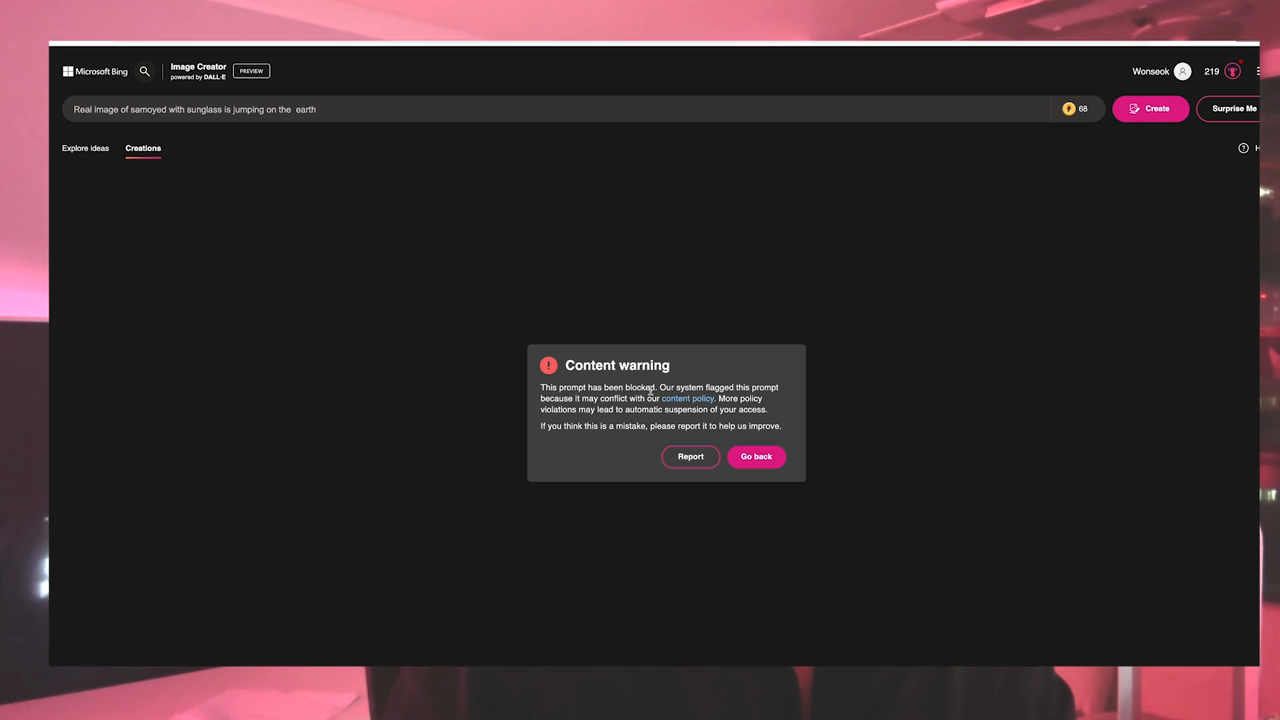 Microsoft Bing
Image Creator
powered by DALL·E
PREVIEW
Wonseok
219
Real image of samoyed with sunglass is jumping on the  earth
68
Create
Surprise Me
Explore ideas
Creations
Content warning
This prompt has been blocked. Our system flagged this prompt
because it may conflict with our content policy. More policy
violations may lead to automatic suspension of your access.
If you think this is a mistake, please report it to help us improve.
Report
Go back